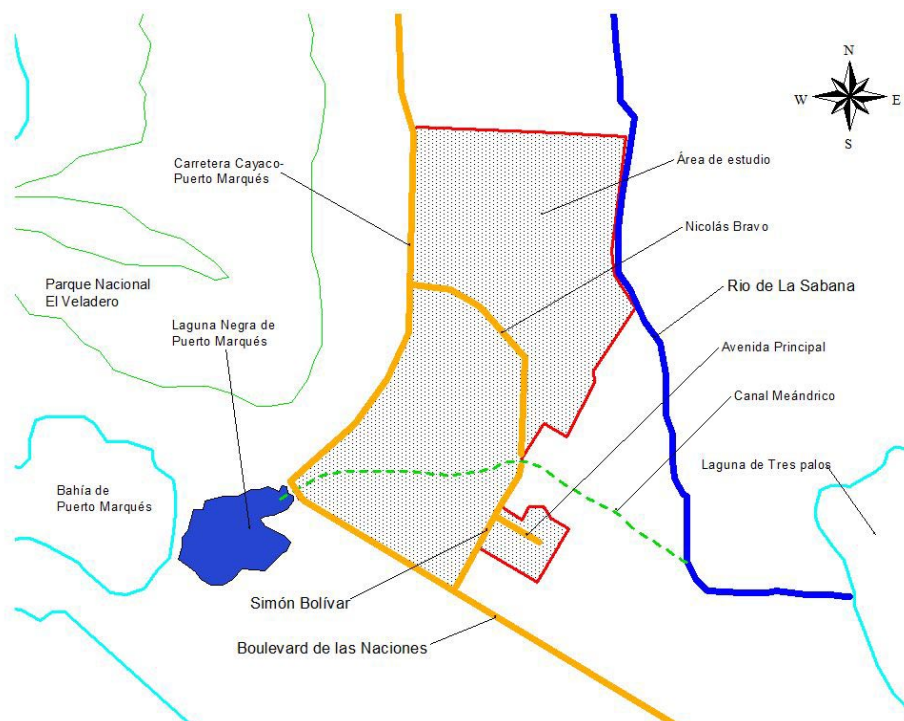 N
W
E
S
Carretera Cayaco-
Puerto Marqués
Área de estudio
Nicolás Bravo
Parque Nacional
El Veladero
Rio de La Sabana
Laguna Negra de
Puerto Marqués
Avenida Principal
Canal Meándrico
Laguna de Tres palos
Bahía de
Puerto Marqués
Simón Bolívar
Boulevard de las Naciones